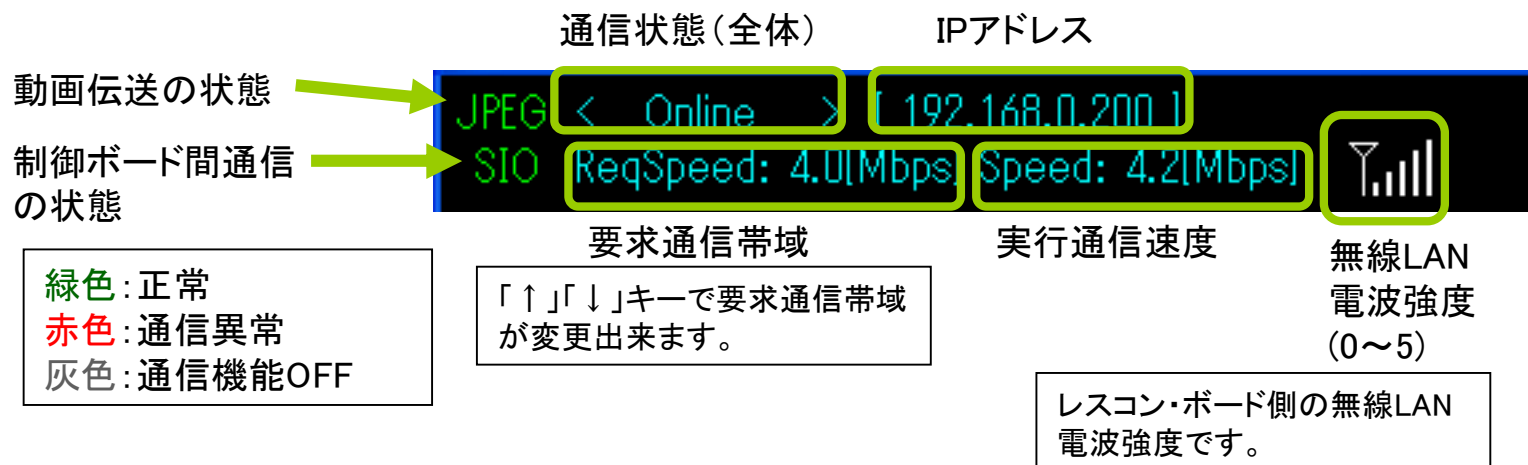 通信状態（全体）
IPアドレス
動画伝送の状態
JPEG < Online > [ 192.168.0.200 ]
制御ボード間通信
の状態
SIO ReqSpeed: 4.0[Mbps] Speed: 4.2[Mbps]
要求通信帯域
実行通信速度
無線LAN
電波強度
(0～5)
緑色：正常
赤色：通信異常
灰色：通信機能OFF
「↑」「↓」キーで要求通信帯域
が変更出来ます。
レスコン・ボード側の無線LAN
電波強度です。